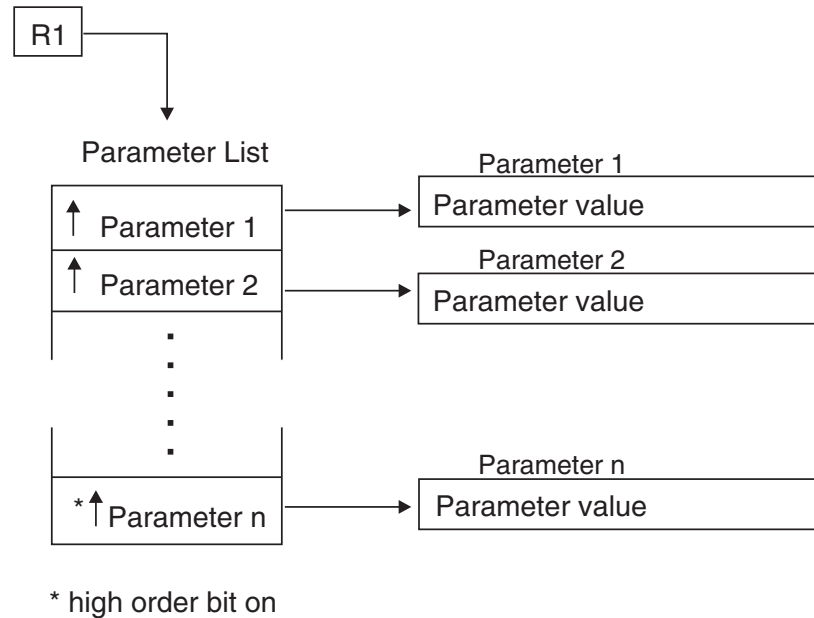 R1
Parameter List
Parameter 1
Parameter 1
Parameter value
Parameter 2
Parameter 2
Parameter value
Parameter n
* Parameter n
Parameter value
* high order bit on